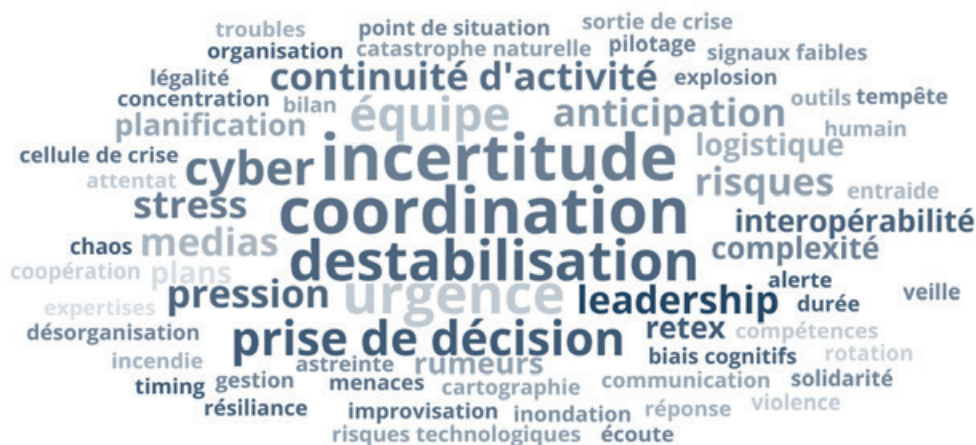 troubles point de situation sortie de crise
organisation catastrophe naturelle pilotage signaux faibles
légalité continuité d'activité explosion
concentration bilan équipe anticipation outils tempête
planification humain
cellule de crise cyber incertitude logistique
attentat risques entraide
stress coordination interopérabilité
chaos medias destabilisation complexité
coopération plans alerte
expertises pression urgence leadership durée veille
désorganisation prise de décision retex compétences
incendie astreinte rumeurs biais cognitifs rotation
timing gestion menaces cartographie communication solidarité
résiliance improvisation inondation réponse violence
risques technologiques écoute